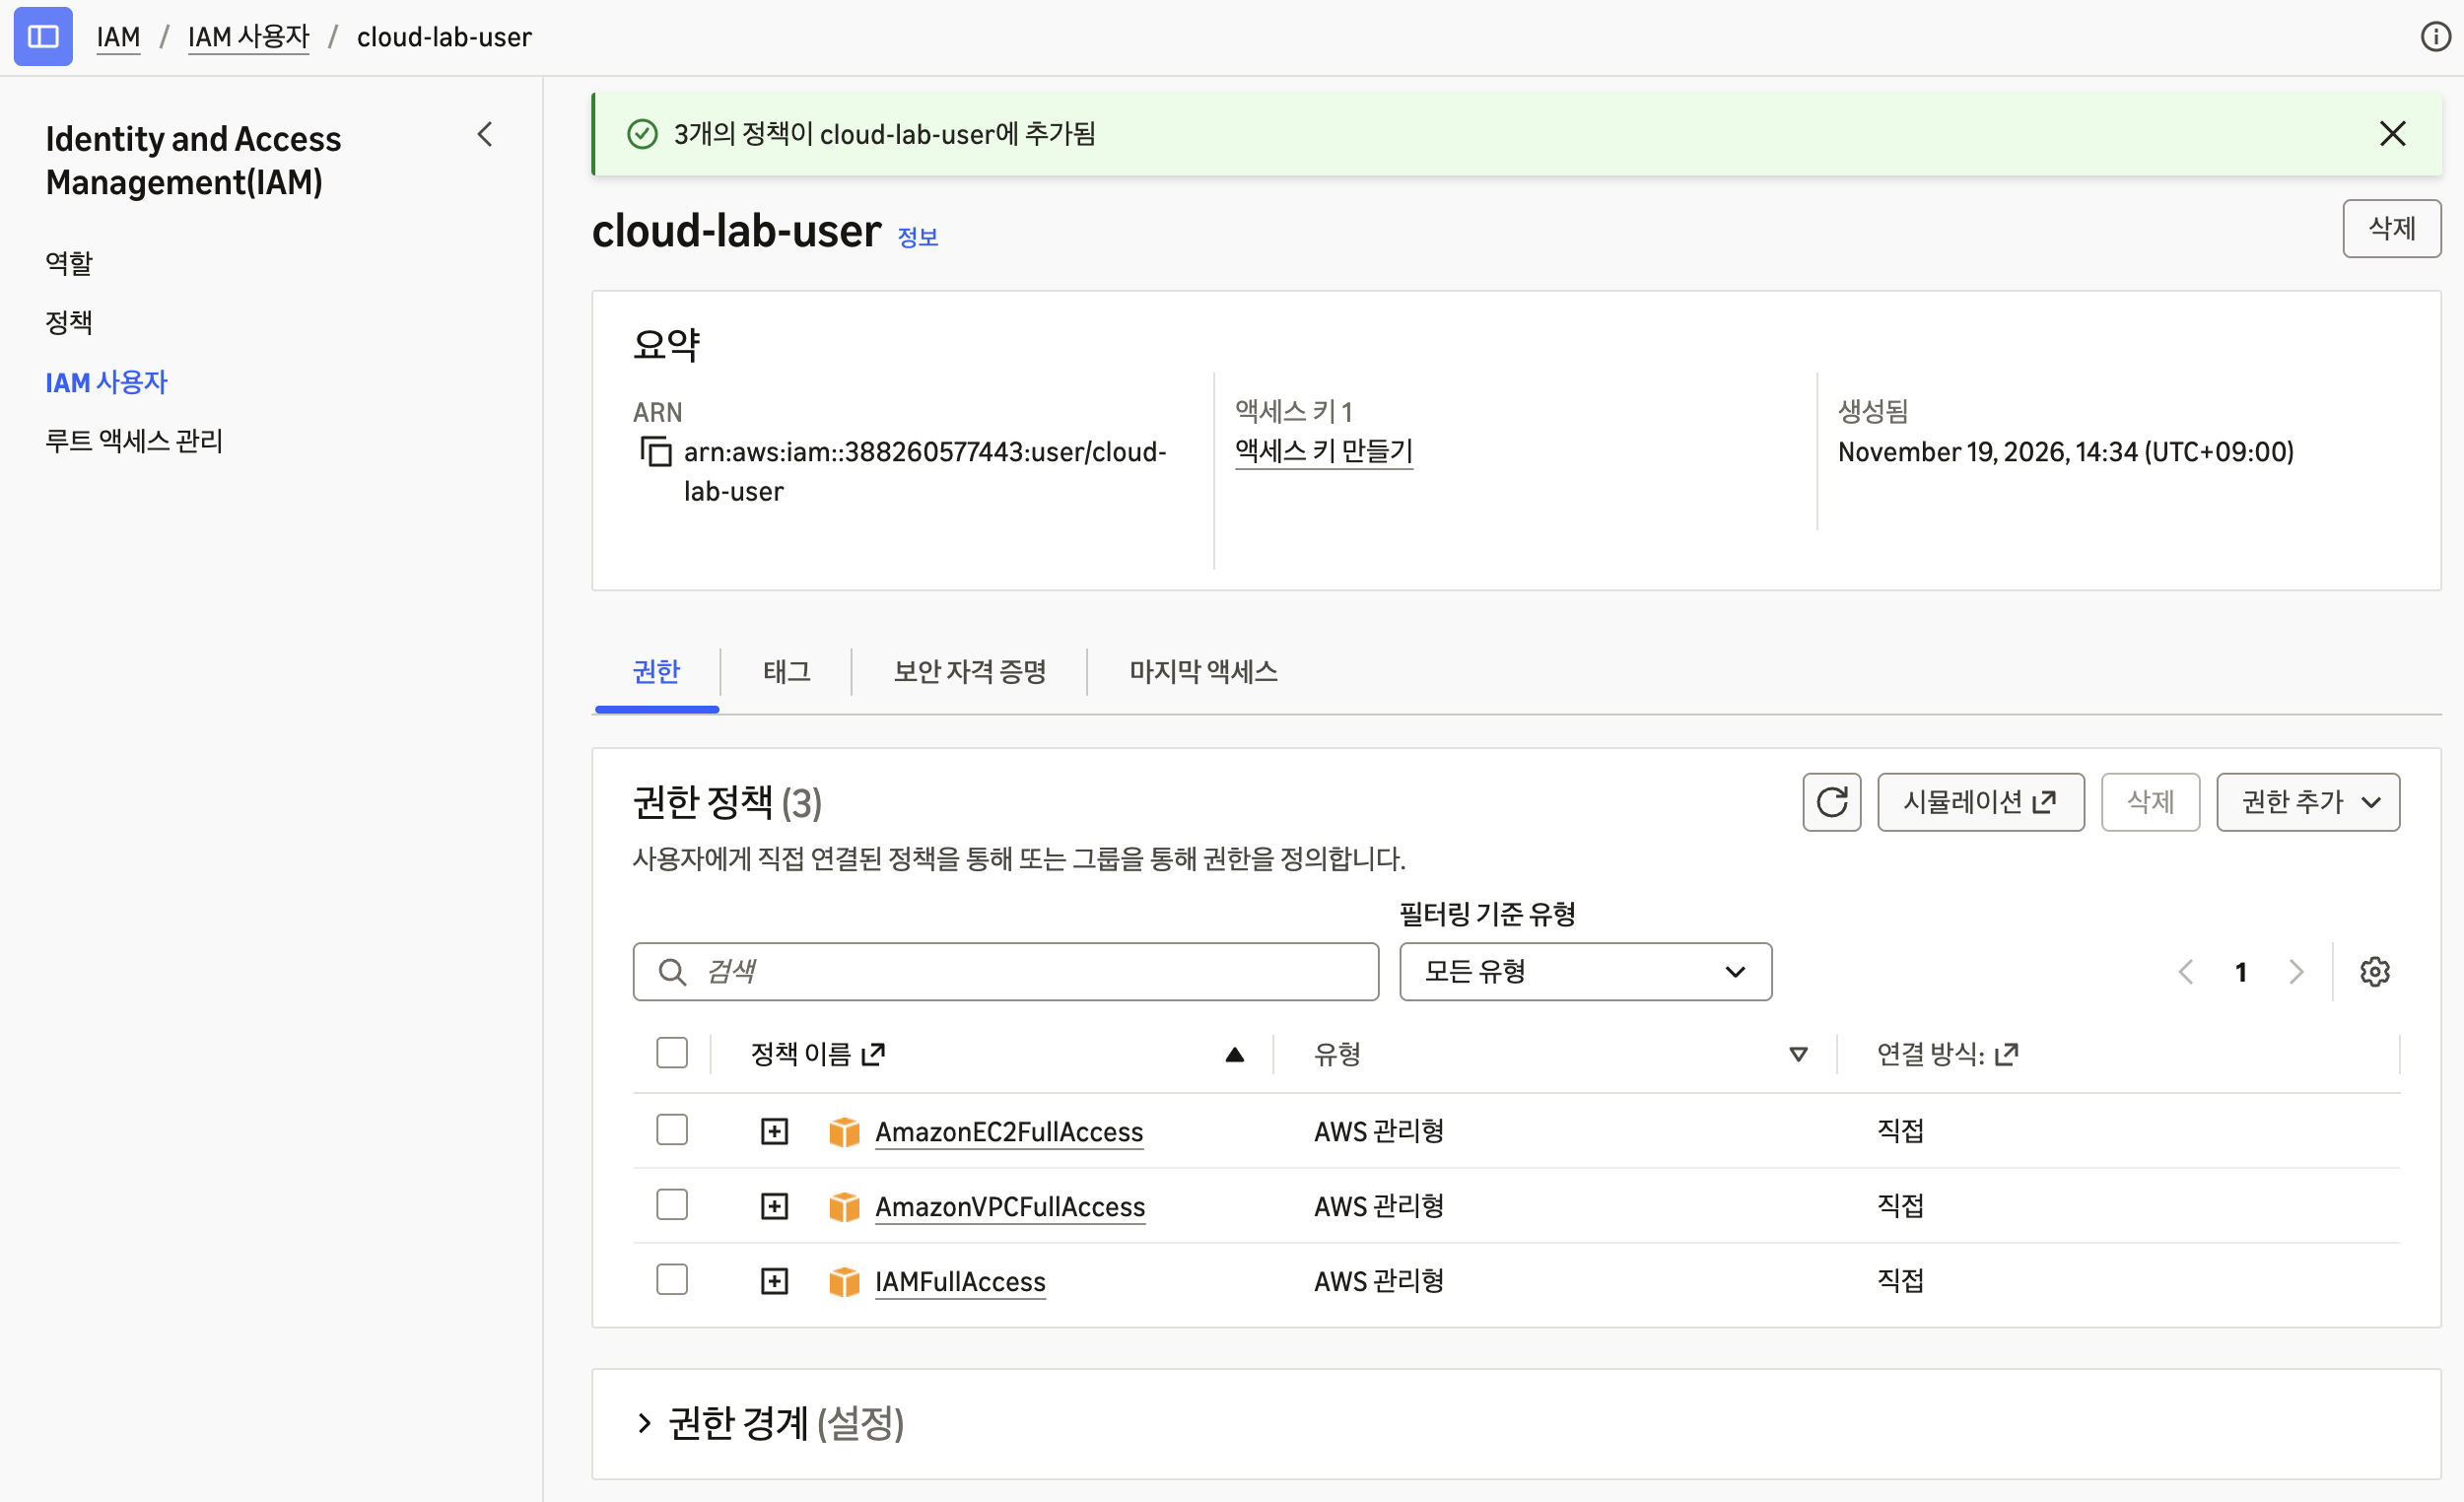 IAM / IAM 사용자 / cloud-lab-user
Identity and Access
Management(IAM)
역할
정책
IAM 사용자
루트 액세스 관리
3개의 정책이 cloud-lab-user에 추가됨
cloud-lab-user 정보
삭제
요약
ARN
arn:aws:iam::388260577443:user/cloud-
lab-user
액세스 키 1
액세스 키 만들기
생성됨
November 19, 2026, 14:34 (UTC+09:00)
권한 태그 보안 자격 증명 마지막 액세스
권한 정책 (3)
시뮬레이션 삭제 권한 추가
사용자에게 직접 연결된 정책을 통해 또는 그룹을 통해 권한을 정의합니다.
필터링 기준 유형
검색 모든 유형 1
정책 이름 유형 연결 방식:
AmazonEC2FullAccess AWS 관리형 직접
AmazonVPCFullAccess AWS 관리형 직접
IAMFullAccess AWS 관리형 직접
권한 경계 (설정)